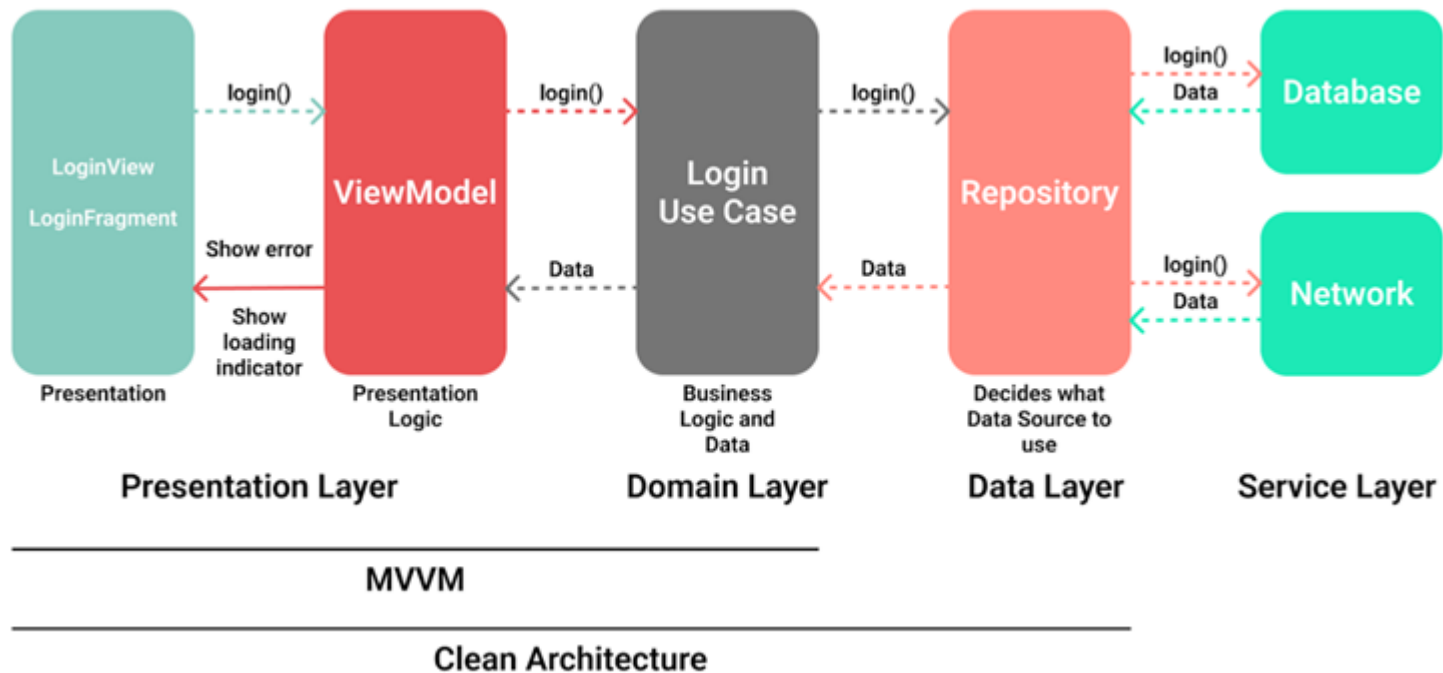 login()
login()
login()
login()
Data
Database
LoginView
LoginFragment
ViewModel
Login
Use Case
Repository
Show error
Data
Data
login()
Data
Network
Show
loading
indicator
Presentation
Presentation
Logic
Business
Logic and
Data
Decides what
Data Source to
use
Presentation Layer
Domain Layer
Data Layer
Service Layer
MVVM
Clean Architecture